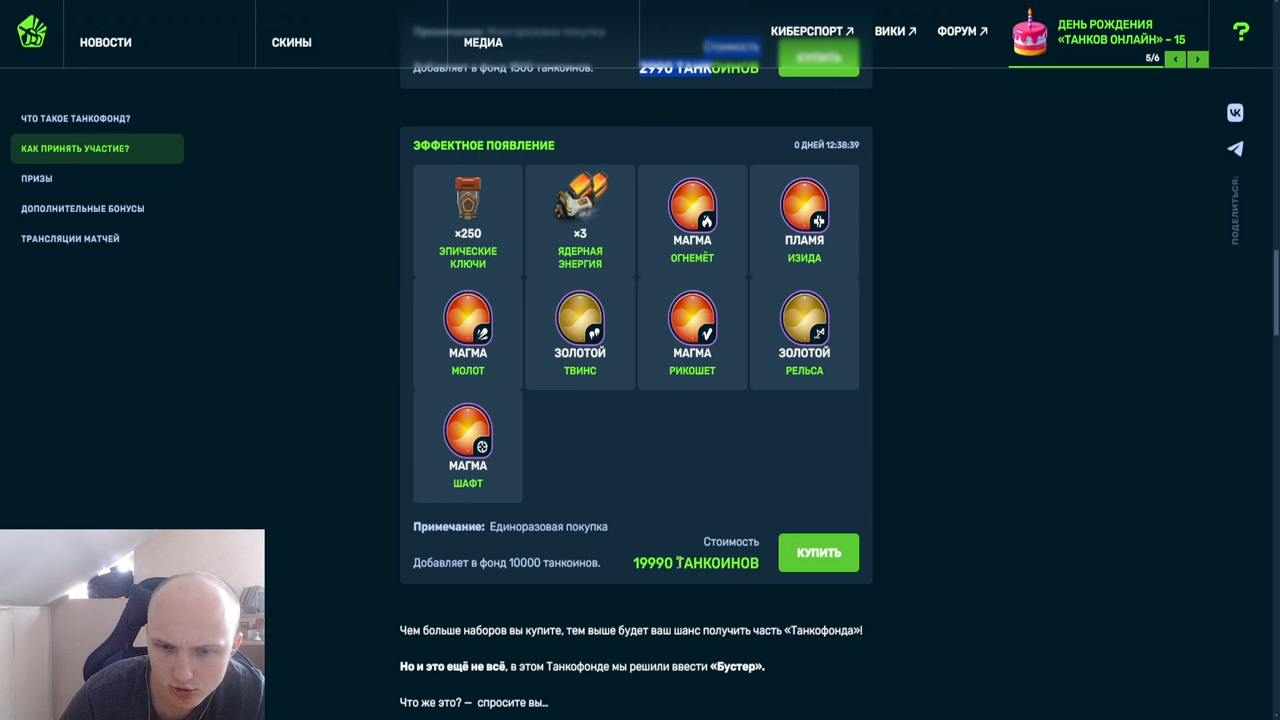 НОВОСТИ
СКИНЫ
МЕДИА
КИБЕРСПОРТ
ВИКИ
ФОРУМ
ДЕНЬ РОЖДЕНИЯ
«ТАНКОВ ОНЛАЙН» – 15
5/6
?
Примечание: Неограниченная покупка
Стоимость
Добавляет в фонд 1500 танкоинов.
2990 ТАНКОИНОВ
КУПИТЬ
ЧТО ТАКОЕ ТАНКОФОНД?
КАК ПРИНЯТЬ УЧАСТИЕ?
ПРИЗЫ
ДОПОЛНИТЕЛЬНЫЕ БОНУСЫ
ТРАНСЛЯЦИИ МАТЧЕЙ
ПОДЕЛИТЬСЯ:
ЭФФЕКТНОЕ ПОЯВЛЕНИЕ
0 ДНЕЙ 12:38:39
×250
ЭПИЧЕСКИЕ
КЛЮЧИ
×3
ЯДЕРНАЯ
ЭНЕРГИЯ
МАГМА
ОГНЕМЁТ
ПЛАМЯ
ИЗИДА
МАГМА
МОЛОТ
ЗОЛОТОЙ
ТВИНС
МАГМА
РИКОШЕТ
ЗОЛОТОЙ
РЕЛЬСА
МАГМА
ШАФТ
Примечание: Единоразовая покупка
Стоимость
Добавляет в фонд 10000 танкоинов.
19990 ТАНКОИНОВ
КУПИТЬ
Чем больше наборов вы купите, тем выше будет ваш шанс получить часть «Танкофонда»!
Но и это ещё не всё, в этом Танкофонде мы решили ввести «Бустер».
Что же это? – спросите вы...